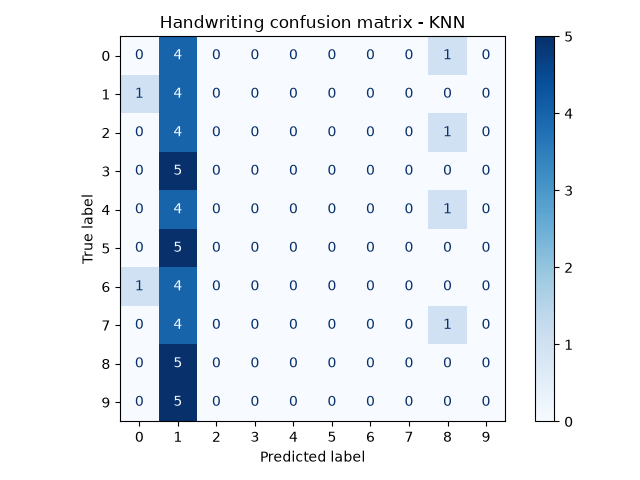 Handwriting confusion matrix - KNN
0 0 4 0 0 0 0 0 0 1 0
1 1 4 0 0 0 0 0 0 0 0
2 0 4 0 0 0 0 0 0 1 0
3 0 5 0 0 0 0 0 0 0 0
4 0 4 0 0 0 0 0 0 1 0
5 0 5 0 0 0 0 0 0 0 0
6 1 4 0 0 0 0 0 0 0 0
7 0 4 0 0 0 0 0 0 1 0
8 0 5 0 0 0 0 0 0 0 0
9 0 5 0 0 0 0 0 0 0 0
0 1 2 3 4 5 6 7 8 9
Predicted label
True label
5
4
3
2
1
0